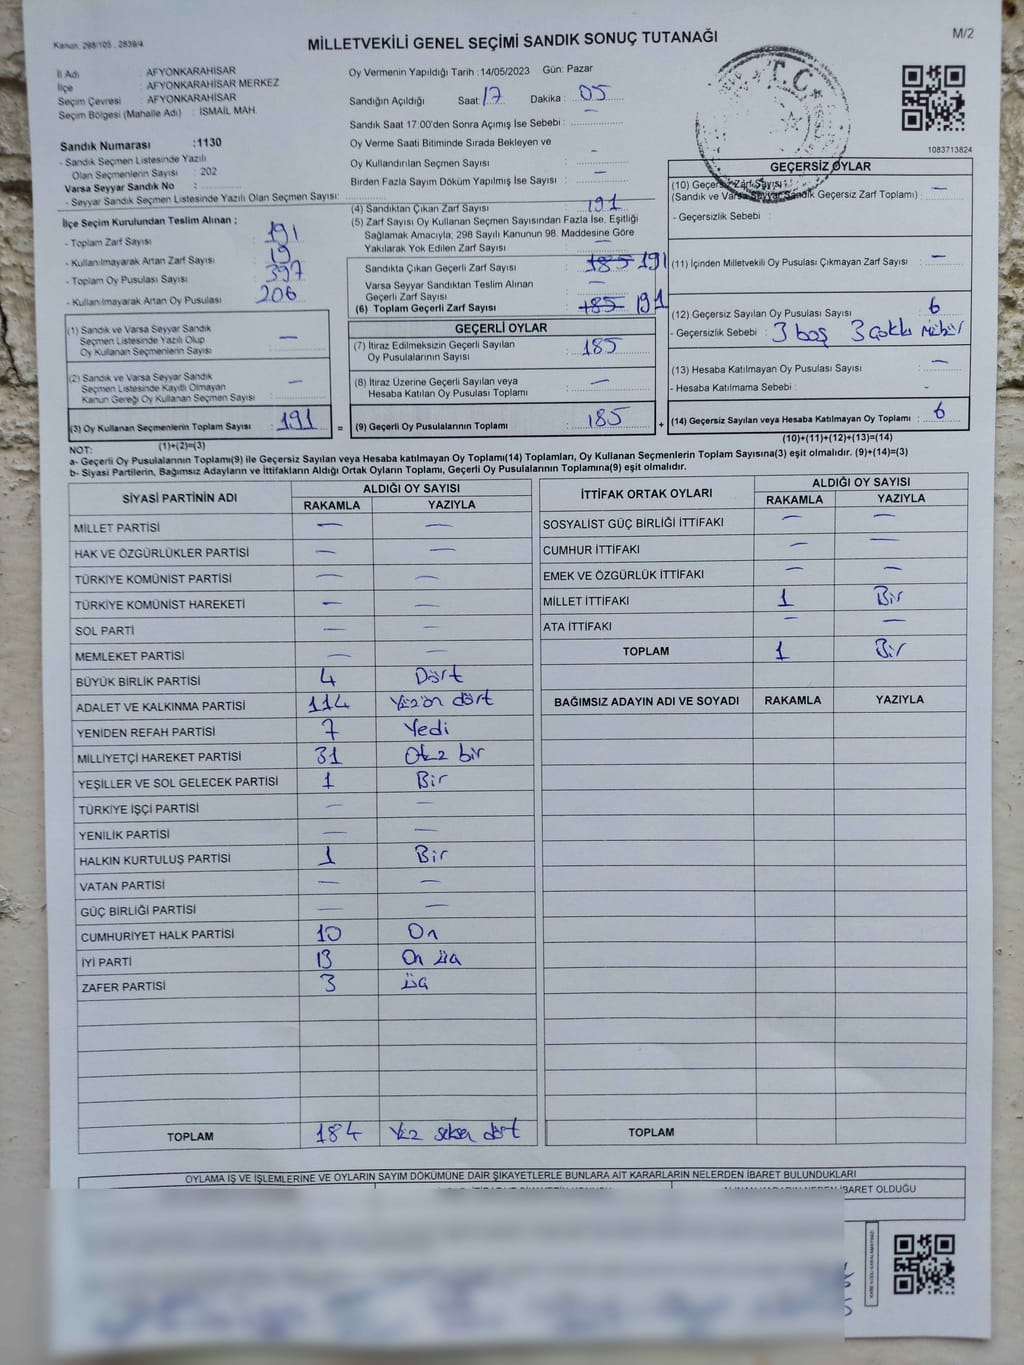 Kanun: 298/105 , 2839/4
MİLLETVEKİLİ GENEL SEÇİMİ SANDIK SONUÇ TUTANAĞI
M/2
İl Adı : AFYONKARAHİSAR
İlçe : AFYONKARAHİSAR MERKEZ
Seçim Çevresi : AFYONKARAHİSAR
Seçim Bölgesi (Mahalle Adı) : İSMAİL MAH.
Sandık Numarası :1130
- Sandık Seçmen Listesinde Yazılı
Olan Seçmenlerin Sayısı : 202
Varsa Seyyar Sandık No :
- Seyyar Sandık Seçmen Listesinde Yazılı Olan Seçmen Sayısı:
Oy Vermenin Yapıldığı Tarih :14/05/2023 Gün: Pazar
Sandığın Açıldığı Saat: 17 Dakika : 05
Sandık Saat 17:00'den Sonra Açımış İse Sebebi : —
Oy Verme Saati Bitiminde Sırada Bekleyen ve
Oy Kullandırılan Seçmen Sayısı : —
Birden Fazla Sayım Döküm Yapılmış İse Sayısı : —
T.C.
1083713824
İlçe Seçim Kurulundan Teslim Alınan ;
- Toplam Zarf Sayısı : 191
- Kullanılmayarak Artan Zarf Sayısı : 19
- Toplam Oy Pusulası Sayısı : 397
- Kullanılmayarak Artan Oy Pusulası : 206
(4) Sandıktan Çıkan Zarf Sayısı : 191
(5) Zarf Sayısı Oy Kullanan Seçmen Sayısından Fazla İse, Eşitliği
Sağlamak Amacıyla; 298 Sayılı Kanunun 98. Maddesine Göre
Yakılarak Yok Edilen Zarf Sayısı : —
Sandıkta Çıkan Geçerli Zarf Sayısı : 185 191
Varsa Seyyar Sandıktan Teslim Alınan
Geçerli Zarf Sayısı : —
(6) Toplam Geçerli Zarf Sayısı : 185 191
GEÇERSİZ OYLAR
(10) Geçersiz Zarf Sayısı :
(Sandık ve Varsa Seyyar Sandık Geçersiz Zarf Toplamı) : —
- Geçersizlik Sebebi :
(11) İçinden Milletvekili Oy Pusulası Çıkmayan Zarf Sayısı : —
(12) Geçersiz Sayılan Oy Pusulası Sayısı : 6
- Geçersizlik Sebebi : 3 boş 3 çoklu mühür
(13) Hesaba Katılmayan Oy Pusulası Sayısı : —
- Hesaba Katılmama Sebebi : -
(14) Geçersiz Sayılan veya Hesaba Katılmayan Oy Toplamı : 6
(10)+(11)+(12)+(13)=(14)
(1) Sandık ve Varsa Seyyar Sandık
Seçmen Listesinde Yazılı Olup
Oy Kullanan Seçmenlerin Sayısı : —
(2) Sandık ve Varsa Seyyar Sandık
Seçmen Listesinde Kayıtlı Olmayan
Kanun Gereği Oy Kullanan Seçmen Sayısı : —
(3) Oy Kullanan Seçmenlerin Toplam Sayısı : 191
(1)+(2)=(3)
GEÇERLİ OYLAR
(7) İtiraz Edilmeksizin Geçerli Sayılan
Oy Pusulalarının Sayısı : 185
(8) İtiraz Üzerine Geçerli Sayılan veya
Hesaba Katılan Oy Pusulası Toplamı : —
= (9) Geçerli Oy Pusulalarının Toplamı : 185 +
NOT:
a- Geçerli Oy Pusulalarının Toplamı(9) ile Geçersiz Sayılan veya Hesaba katılmayan Oy Toplamı(14) Toplamları, Oy Kullanan Seçmenlerin Toplam Sayısına(3) eşit olmalıdır. (9)+(14)=(3)
b- Siyasi Partilerin, Bağımsız Adayların ve İttifakların Aldığı Ortak Oyların Toplamı, Geçerli Oy Pusulalarının Toplamına(9) eşit olmalıdır.
SİYASİ PARTİNİN ADI ALDIĞI OY SAYISI
RAKAMLA YAZIYLA
MİLLET PARTİSİ — —
HAK VE ÖZGÜRLÜKLER PARTİSİ — —
TÜRKİYE KOMÜNİST PARTİSİ — —
TÜRKİYE KOMÜNİST HAREKETİ — —
SOL PARTİ — —
MEMLEKET PARTİSİ — —
BÜYÜK BİRLİK PARTİSİ 4 Dört
ADALET VE KALKINMA PARTİSİ 114 Yüzon dört
YENİDEN REFAH PARTİSİ 7 Yedi
MİLLİYETÇİ HAREKET PARTİSİ 31 Otuz bir
YEŞİLLER VE SOL GELECEK PARTİSİ 1 Bir
TÜRKİYE İŞÇİ PARTİSİ — —
YENİLİK PARTİSİ — —
HALKIN KURTULUŞ PARTİSİ 1 Bir
VATAN PARTİSİ — —
GÜÇ BİRLİĞİ PARTİSİ — —
CUMHURİYET HALK PARTİSİ 10 On
İYİ PARTİ 13 On üç
ZAFER PARTİSİ 3 üç
TOPLAM 184 Yüz seksen dört
İTTİFAK ORTAK OYLARI ALDIĞI OY SAYISI
RAKAMLA YAZIYLA
SOSYALİST GÜÇ BİRLİĞİ İTTİFAKI — —
CUMHUR İTTİFAKI — —
EMEK VE ÖZGÜRLÜK İTTİFAKI — —
MİLLET İTTİFAKI 1 Bir
ATA İTTİFAKI — —
TOPLAM 1 Bir
BAĞIMSIZ ADAYIN ADI VE SOYADI RAKAMLA YAZIYLA
TOPLAM
OYLAMA İŞ VE İŞLEMLERİNE VE OYLARIN SAYIM DÖKÜMÜNE DAİR ŞİKAYETLERLE BUNLARA AİT KARARLARIN NELERDEN İBARET BULUNDUKLARI
İBARET OLDUĞU